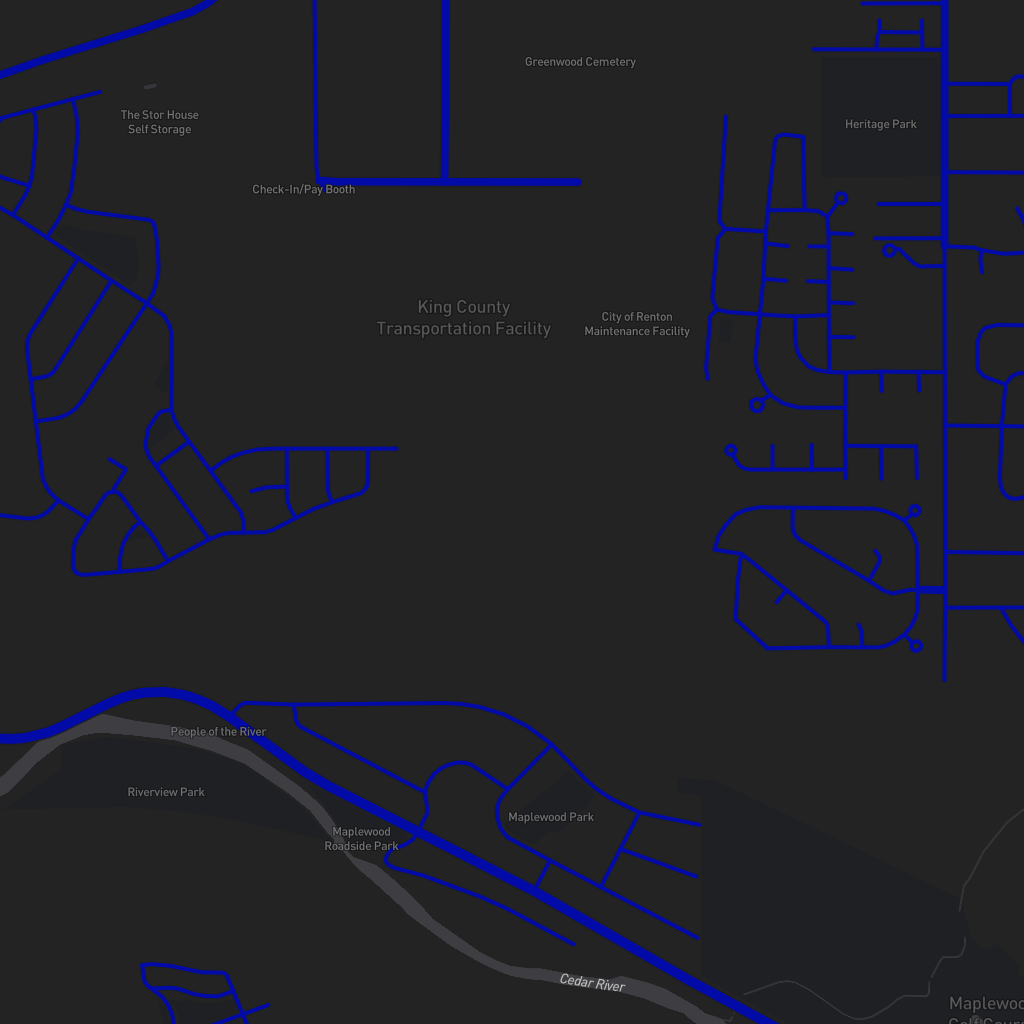 Greenwood Cemetery
The Stor House
Self Storage
Heritage Park
Check-In/Pay Booth
King County
Transportation Facility
City of Renton
Maintenance Facility
People of the River
Riverview Park
Maplewood
Roadside Park
Maplewood Park
Cedar River